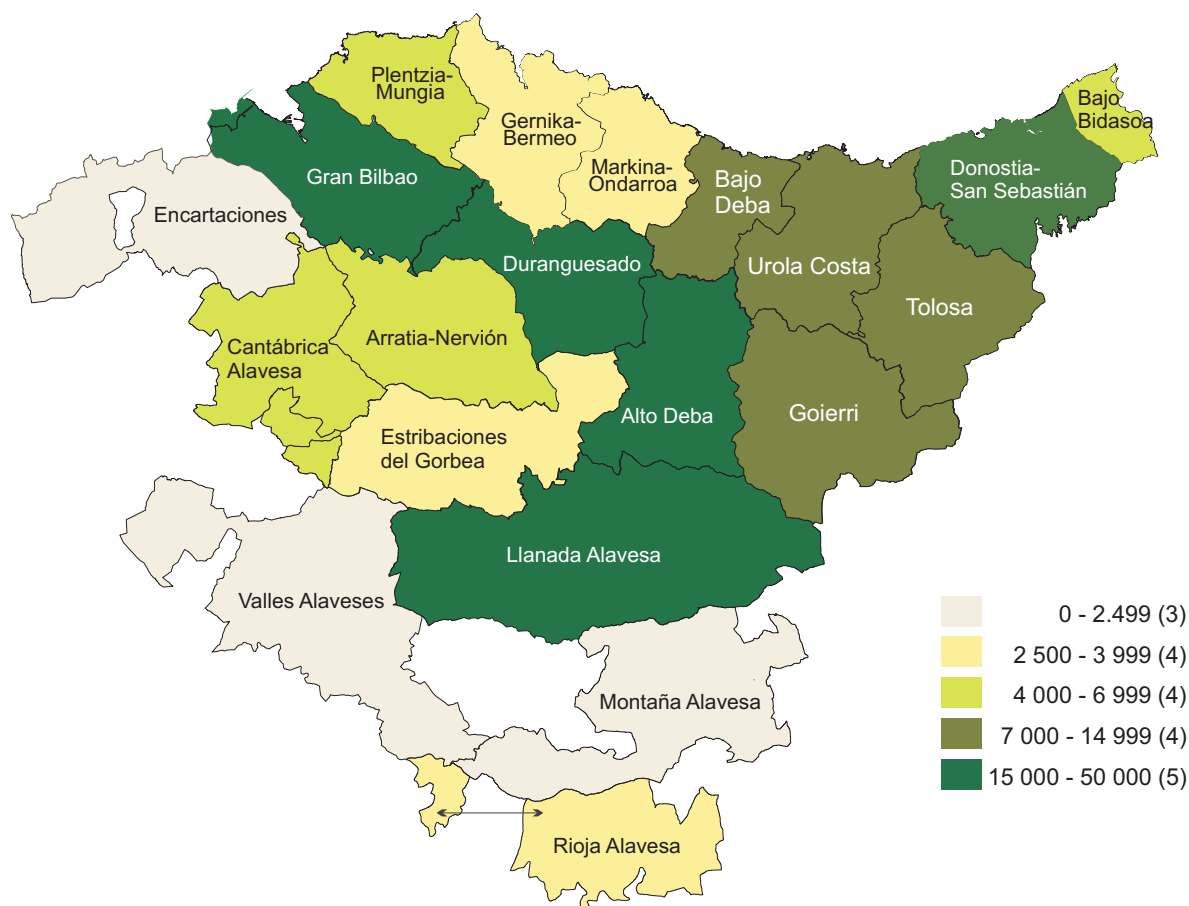 Plentzia-
Mungia
Gernika-
Bermeo
Markina-
Ondarroa
Bajo
Deba
Bajo
Bidasoa
Donostia-
San Sebastián
Gran Bilbao
Encartaciones
Duranguesado
Urola Costa
Tolosa
Cantábrica
Alavesa
Arratia-Nervión
Alto Deba
Goierri
Estribaciones
del Gorbea
Llanada Alavesa
Valles Alaveses
Montaña Alavesa
Rioja Alavesa
0 - 2.499 (3)
2 500 - 3 999 (4)
4 000 - 6 999 (4)
7 000 - 14 999 (4)
15 000 - 50 000 (5)